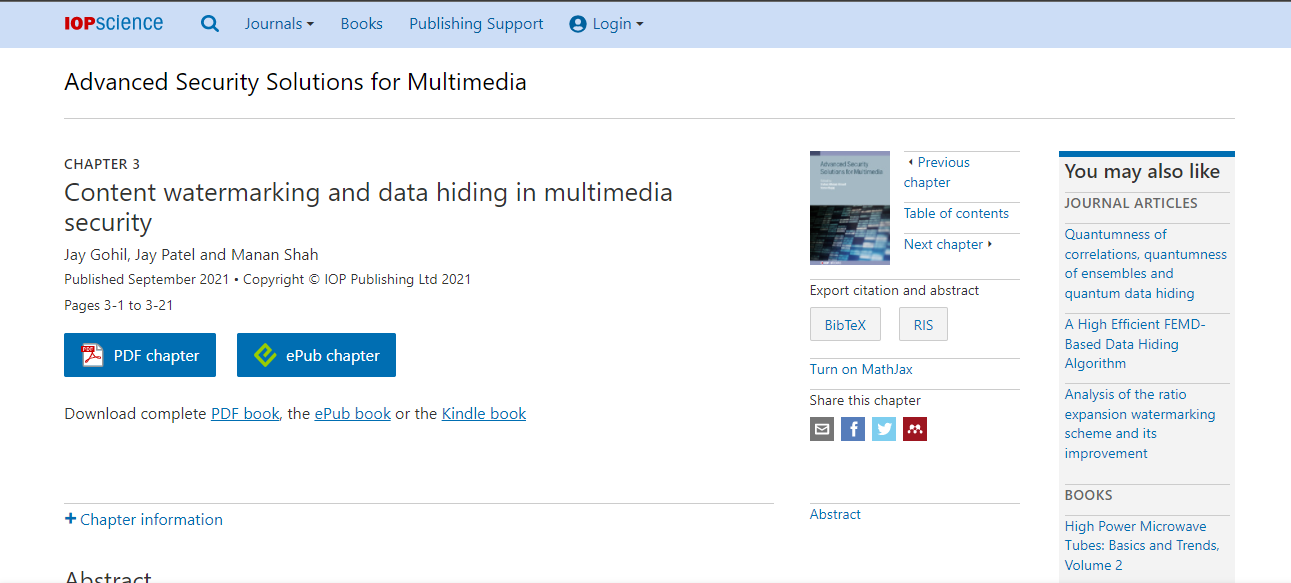 IOPscience Journals Books Publishing Support Login
Advanced Security Solutions for Multimedia
CHAPTER 3
Content watermarking and data hiding in multimedia
security
Jay Gohil, Jay Patel and Manan Shah
Published September 2021 • Copyright © IOP Publishing Ltd 2021
Pages 3-1 to 3-21
PDF chapter
ePub chapter
Download complete PDF book, the ePub book or the Kindle book
+ Chapter information
Abstract
Advanced Security
Solutions for Multimedia
Previous
chapter
Table of contents
Next chapter
Export citation and abstract
BibTeX
RIS
Turn on MathJax
Share this chapter
Abstract
You may also like
JOURNAL ARTICLES
Quantumness of
correlations, quantumness
of ensembles and
quantum data hiding
A High Efficient FEMD-
Based Data Hiding
Algorithm
Analysis of the ratio
expansion watermarking
scheme and its
improvement
BOOKS
High Power Microwave
Tubes: Basics and Trends,
Volume 2